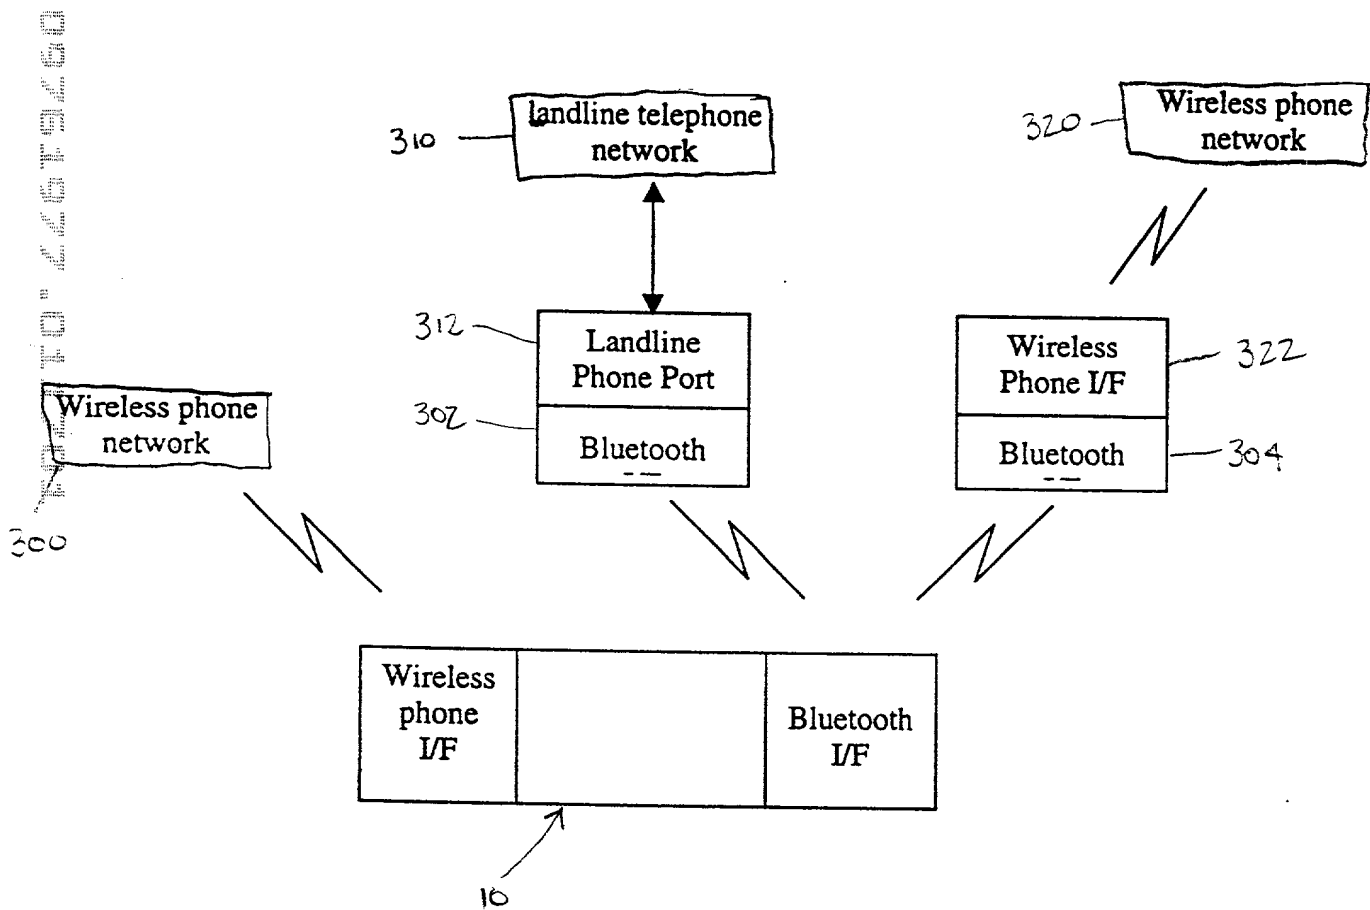 landline telephone
network
310
Wireless phone
network
320
312
Landline
Phone Port
302
Bluetooth
Wireless
Phone I/F
322
Bluetooth
304
Wireless phone
network
300
Wireless
phone
I/F
Bluetooth
I/F
10